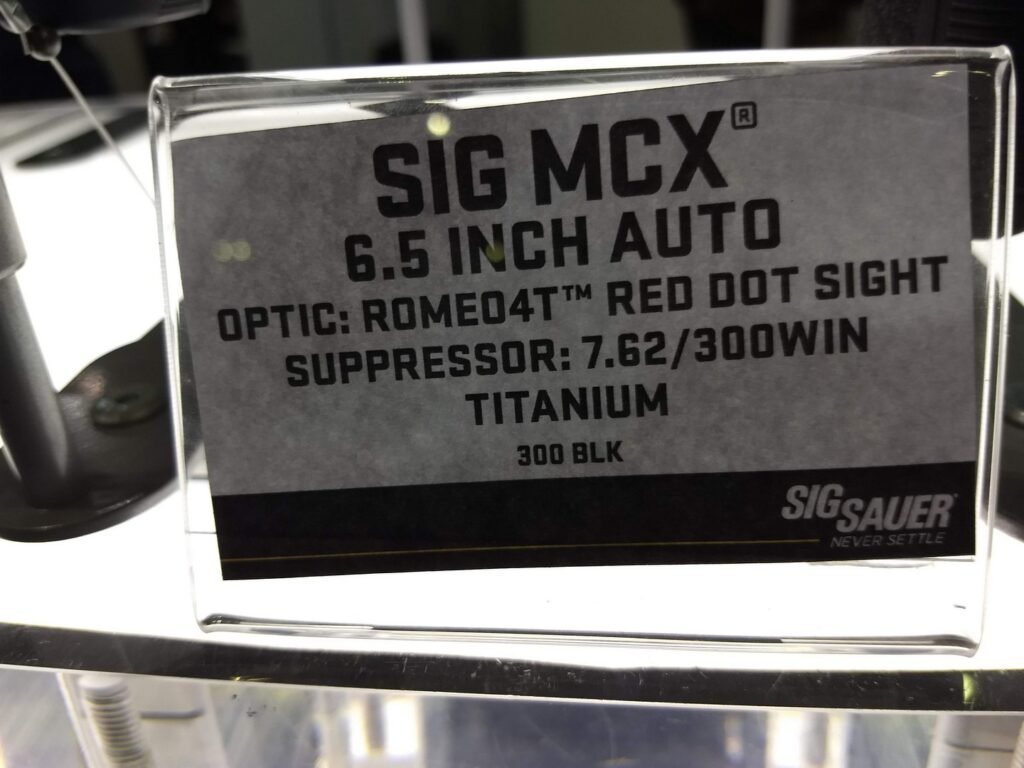 SIG MCX®
6.5 INCH AUTO
OPTIC: ROMEO4T™ RED DOT SIGHT
SUPPRESSOR: 7.62/300WIN
TITANIUM
300 BLK
SIG SAUER
NEVER SETTLE